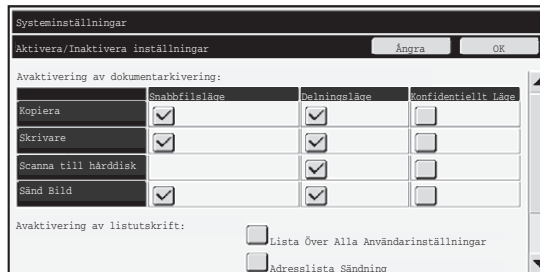 Systeminställningar
Aktivera/Inaktivera inställningar Ångra OK
Avaktivering av dokumentarkivering:
Snabbfilsläge Delningsläge Konfidentiellt Läge
Kopiera
Skrivare
Scanna till hårddisk
Sänd Bild
Avaktivering av listutskrift:
Lista Över Alla Användarinställningar
Adresslista Sändning